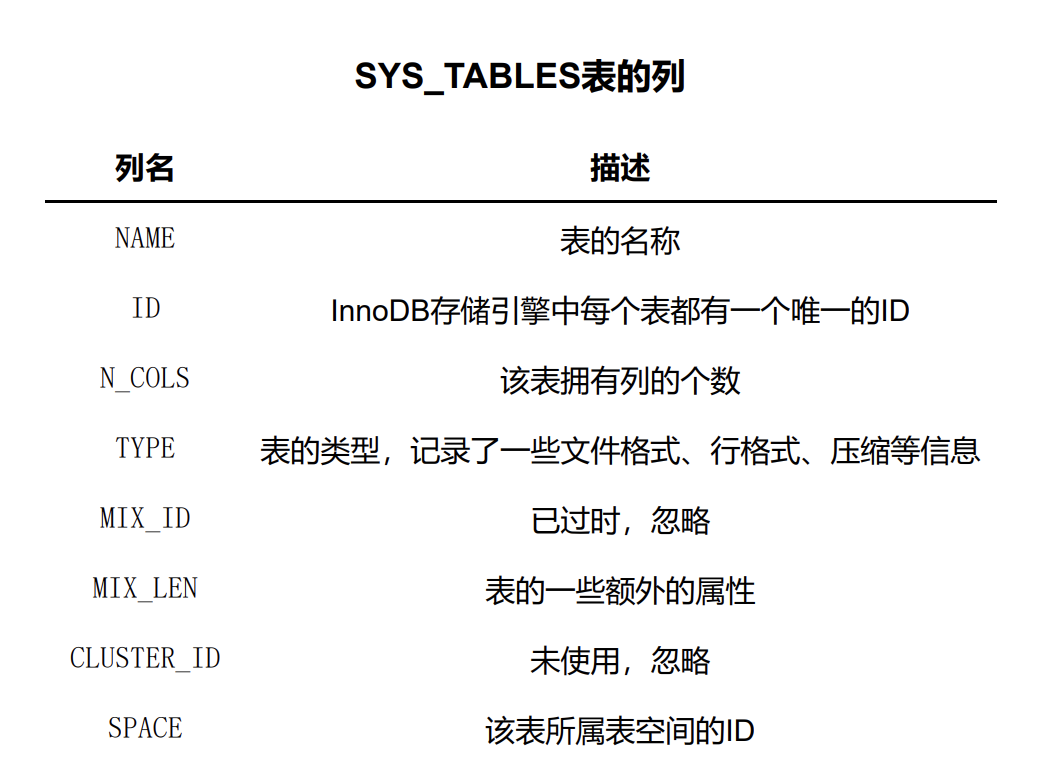 SYS_TABLES表的列
列名 描述
NAME 表的名称
ID InnoDB存储引擎中每个表都有一个唯一的ID
N_COLS 该表拥有列的个数
TYPE 表的类型，记录了一些文件格式、行格式、压缩等信息
MIX_ID 已过时，忽略
MIX_LEN 表的一些额外的属性
CLUSTER_ID 未使用，忽略
SPACE 该表所属表空间的ID